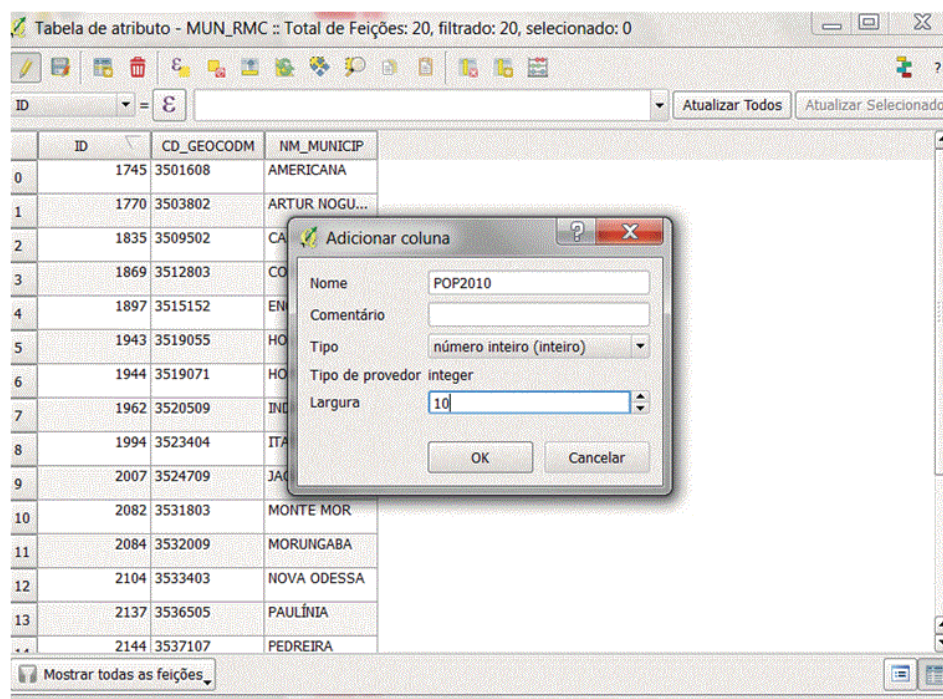 Tabela de atributo - MUN_RMC :: Total de Feições: 20, filtrado: 20, selecionado: 0
?
ID = ε Atualizar Todos Atualizar Selecionado
ID CD_GEOCODM NM_MUNICIP
0 1745 3501608 AMERICANA
1 1770 3503802 ARTUR NOGU...
2 1835 3509502 CA
3 1869 3512803 CO
4 1897 3515152 EN
5 1943 3519055 HO
6 1944 3519071 HO
7 1962 3520509 IND
8 1994 3523404 ITA
9 2007 3524709 JAG
10 2082 3531803 MONTE MOR
11 2084 3532009 MORUNGABA
12 2104 3533403 NOVA ODESSA
13 2137 3536505 PAULÍNIA
2144 3537107 PEDREIRA
Adicionar coluna
Nome POP2010
Comentário
Tipo número inteiro (inteiro)
Tipo de provedor integer
Largura 10
OK Cancelar
Mostrar todas as feições